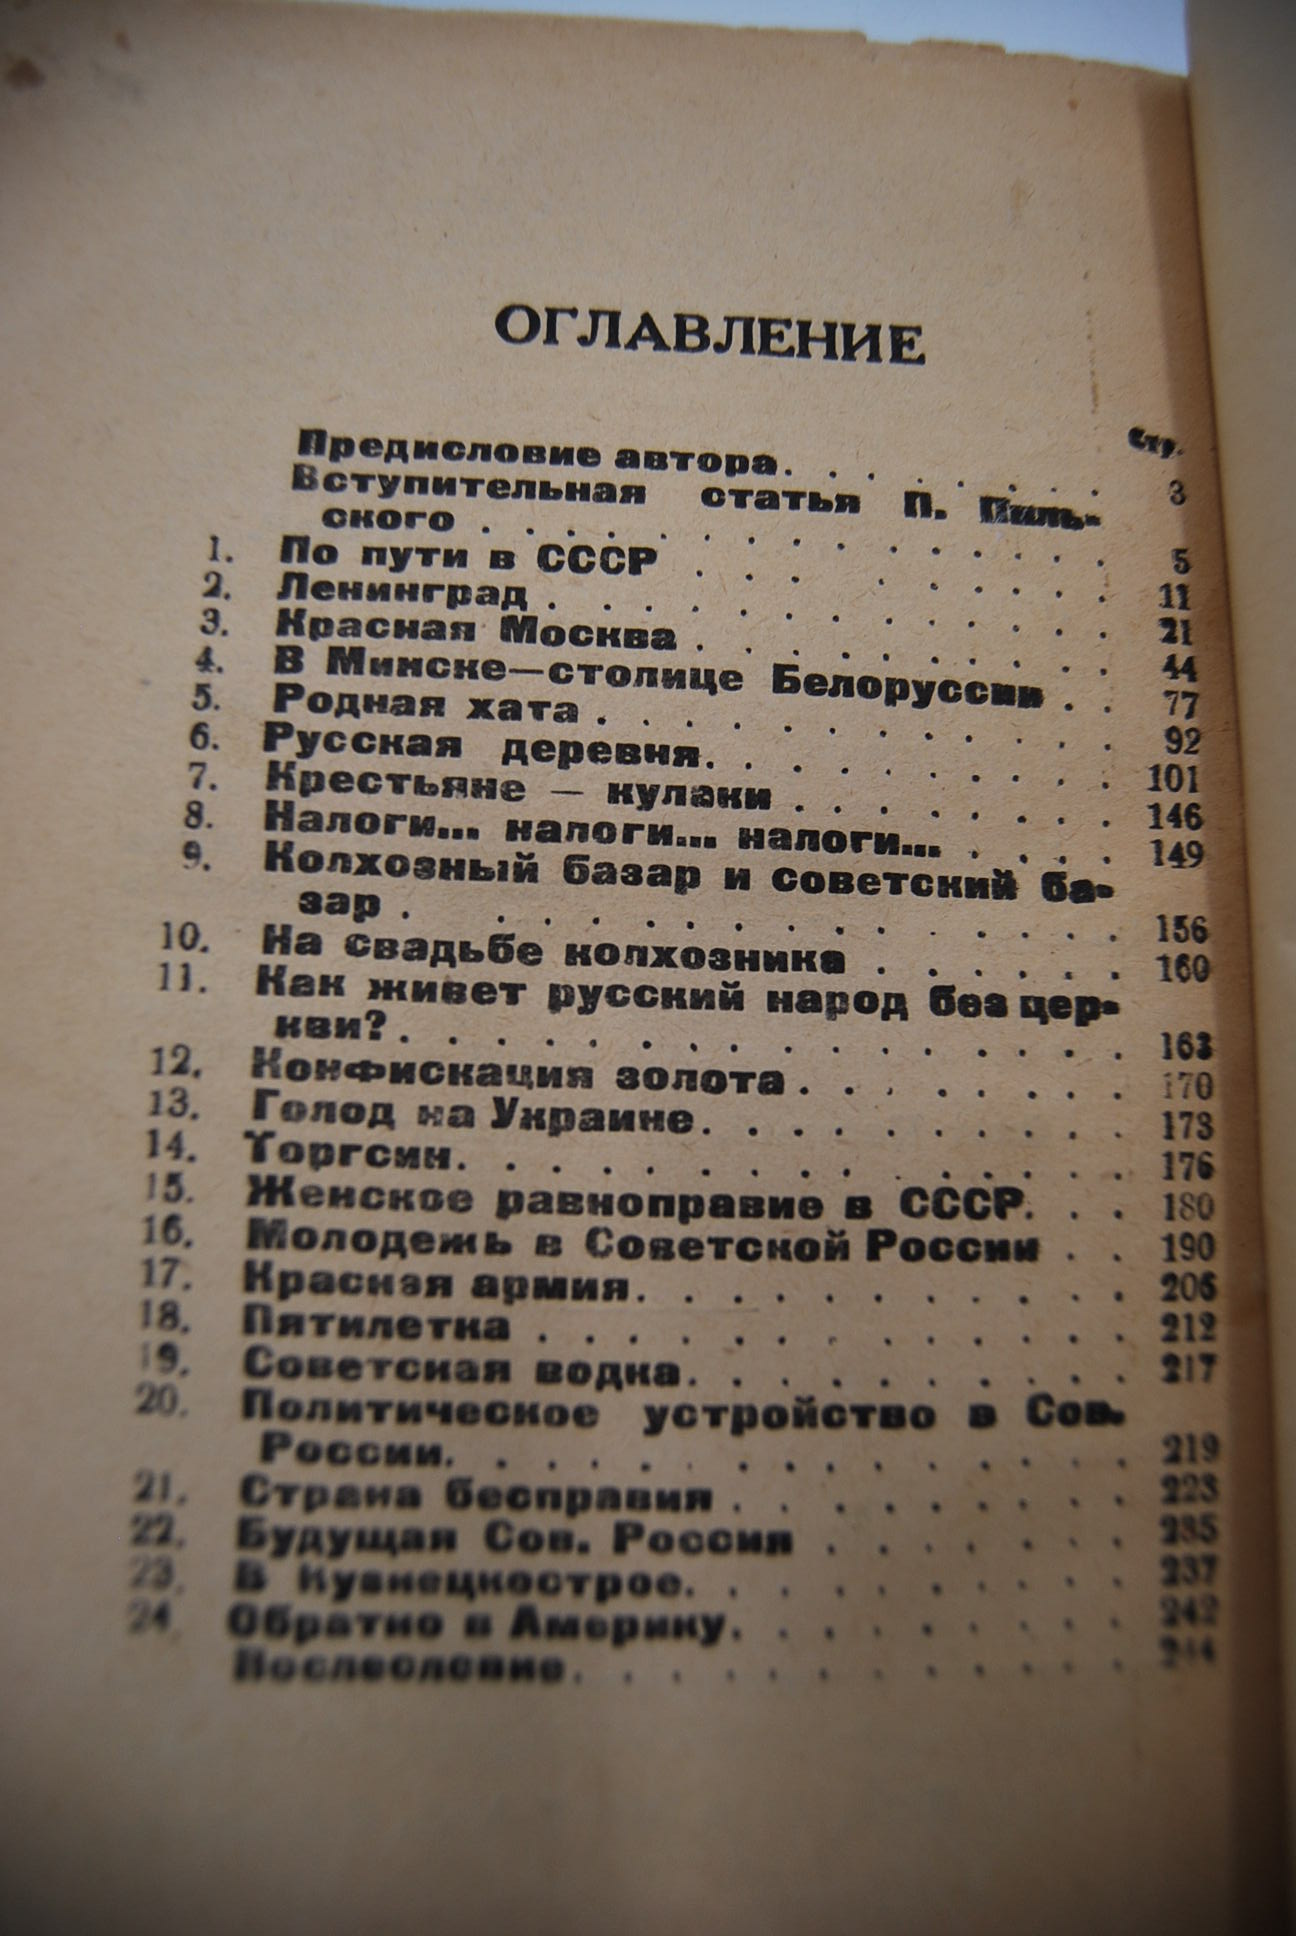 ОГЛАВЛЕНИЕ
Стр.
Предисловие автора. . . . . . . . 3
Вступительная статья П. Пиль-
ского . . . . . . . . . . . . . 5
1. По пути в СССР . . . . . . . . 11
2. Ленинград . . . . . . . . . . . 21
3. Красная Москва . . . . . . . . 44
4. В Минске—столице Белоруссии . . 77
5. Родная хата . . . . . . . . . . 92
6. Русская деревня. . . . . . . . . 101
7. Крестьяне — кулаки . . . . . . . 146
8. Налоги... налоги... налоги... . . . . 149
9. Колхозный базар и советский ба-
зар . . . . . . . . . . . . . 156
10. На свадьбе колхозника . . . . . . 160
11. Как живет русский народ без цер-
кви? . . . . . . . . . . . . . 163
12. Конфискация золота . . . . . . . 170
13. Голод на Украине. . . . . . . . . 173
14. Торгсин. . . . . . . . . . . . . 176
15. Женское равноправие в СССР. . . 180
16. Молодежь в Советской России . . 190
17. Красная армия. . . . . . . . . . 206
18. Пятилетка . . . . . . . . . . . 212
19. Советская водка. . . . . . . . . 217
20. Политическое устройство в Сов.
России. . . . . . . . . . . . . 219
21. Страна бесправия . . . . . . . . 223
22. Будущая Сов. Россия . . . . . . 235
23. В Кузнецкострое. . . . . . . . . 237
24. Обратно в Америку. . . . . . . . 242
Послесловие. . . . . . . . . . . 244